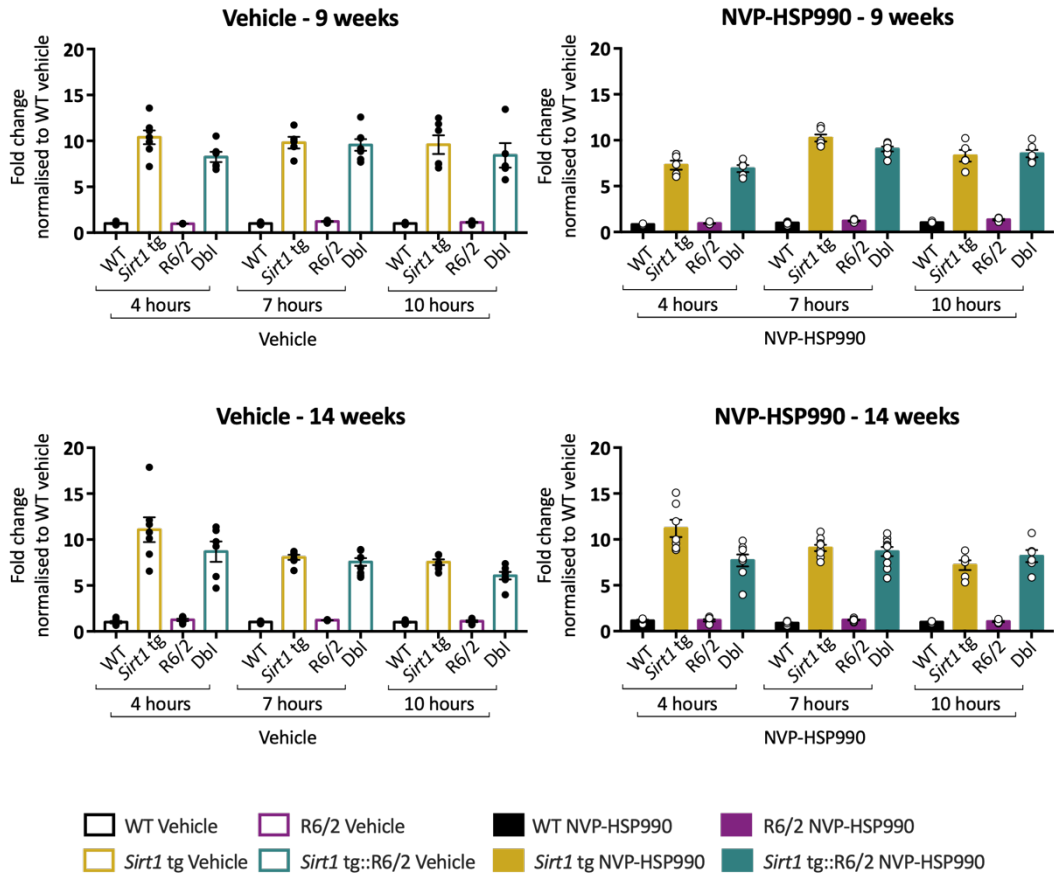 Vehicle - 9 weeks
Fold change
normalised to WT vehicle
20
15
10
5
0
WT
Sirt1 tg
R6/2
Dbl
WT
Sirt1 tg
R6/2
Dbl
WT
Sirt1 tg
R6/2
Dbl
4 hours
7 hours
10 hours
Vehicle
NVP-HSP990 - 9 weeks
Fold change
normalised to WT vehicle
20
15
10
5
0
WT
Sirt1 tg
R6/2
Dbl
WT
Sirt1 tg
R6/2
Dbl
WT
Sirt1 tg
R6/2
Dbl
4 hours
7 hours
10 hours
NVP-HSP990
Vehicle - 14 weeks
Fold change
normalised to WT vehicle
20
15
10
5
0
WT
Sirt1 tg
R6/2
Dbl
WT
Sirt1 tg
R6/2
Dbl
WT
Sirt1 tg
R6/2
Dbl
4 hours
7 hours
10 hours
Vehicle
NVP-HSP990 - 14 weeks
Fold change
normalised to WT vehicle
20
15
10
5
0
WT
Sirt1 tg
R6/2
Dbl
WT
Sirt1 tg
R6/2
Dbl
WT
Sirt1 tg
R6/2
Dbl
4 hours
7 hours
10 hours
NVP-HSP990
WT Vehicle
R6/2 Vehicle
WT NVP-HSP990
R6/2 NVP-HSP990
Sirt1 tg Vehicle
Sirt1 tg::R6/2 Vehicle
Sirt1 tg NVP-HSP990
Sirt1 tg::R6/2 NVP-HSP990